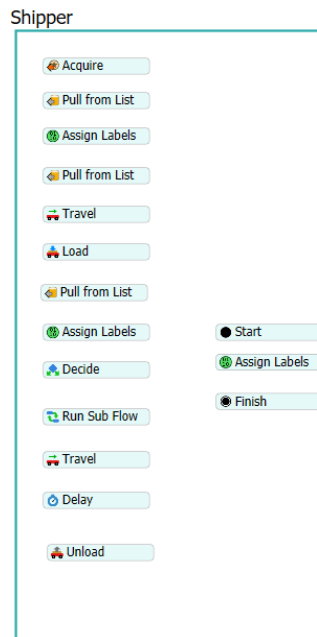 Shipper
Acquire
Pull from List
Assign Labels
Pull from List
Travel
Load
Pull from List
Assign Labels
Decide
Run Sub Flow
Travel
Delay
Unload
Start
Assign Labels
Finish